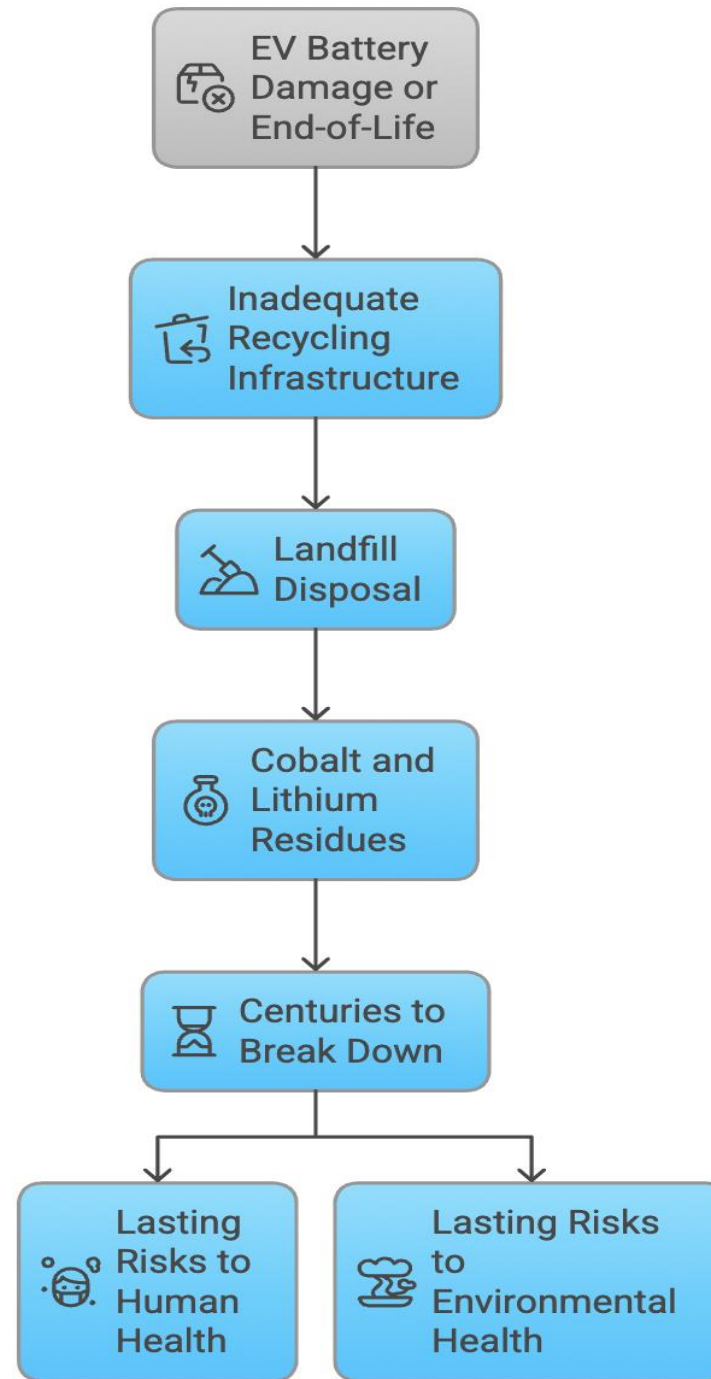 EV Battery
Damage or
End-of-Life
Inadequate
Recycling
Infrastructure
Landfill
Disposal
Cobalt and
Lithium
Residues
Centuries to
Break Down
Lasting
Risks to
Human
Health
Lasting Risks
to
Environmental
Health